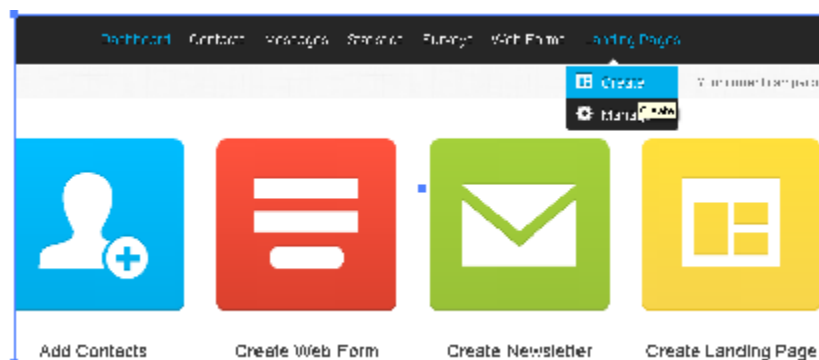 Dashboard Contacts Messages Statistics Surveys Web Forms Landing Pages
Create
Create
Add Contacts Create Web Form Create Newsletter Create Landing Page